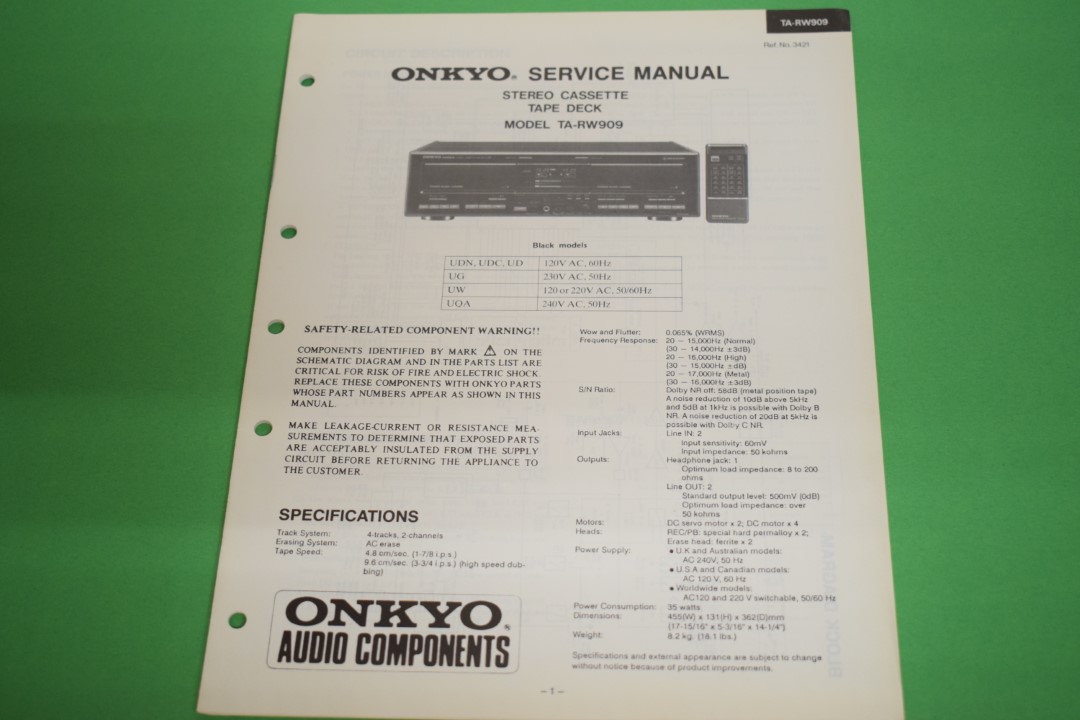 TA-RW909
Ref. No. 3421
ONKYO® SERVICE MANUAL
STEREO CASSETTE
TAPE DECK
MODEL TA-RW909
Black models
UDN, UDC, UD 120V AC, 60Hz
UG 230V AC, 50Hz
UW 120 or 220V AC, 50/60Hz
UQA 240V AC, 50Hz
SAFETY-RELATED COMPONENT WARNING!!
COMPONENTS IDENTIFIED BY MARK ⚠ ON THE
SCHEMATIC DIAGRAM AND IN THE PARTS LIST ARE
CRITICAL FOR RISK OF FIRE AND ELECTRIC SHOCK.
REPLACE THESE COMPONENTS WITH ONKYO PARTS
WHOSE PART NUMBERS APPEAR AS SHOWN IN THIS
MANUAL.
MAKE LEAKAGE-CURRENT OR RESISTANCE MEA-
SUREMENTS TO DETERMINE THAT EXPOSED PARTS
ARE ACCEPTABLY INSULATED FROM THE SUPPLY
CIRCUIT BEFORE RETURNING THE APPLIANCE TO
THE CUSTOMER.
SPECIFICATIONS
Track System: 4-tracks, 2-channels
Erasing System: AC erase
Tape Speed: 4.8 cm/sec. (1-7/8 i.p.s.)
9.6 cm/sec. (3-3/4 i.p.s.) (high speed dub-
bing)
Wow and Flutter: 0.065% (WRMS)
Frequency Response: 20 – 15,000Hz (Normal)
(30 – 14,000Hz ±3dB)
20 – 16,000Hz (High)
(30 – 15,000Hz ±dB)
20 – 17,000Hz (Metal)
(30 – 16,000Hz ±3dB)
S/N Ratio: Dolby NR off: 58dB (metal position tape)
A noise reduction of 10dB above 5kHz
and 5dB at 1kHz is possible with Dolby B
NR. A noise reduction of 20dB at 5kHz is
possible with Dolby C NR.
Input Jacks: Line IN: 2
Input sensitivity: 60mV
Input impedance: 50 kohms
Outputs: Headphone jack: 1
Optimum load impedance: 8 to 200
ohms
Line OUT: 2
Standard output level: 500mV (0dB)
Optimum load impedance: over
50 kohms
Motors: DC servo motor x 2; DC motor x 4
Heads: REC/PB: special hard permalloy x 2;
Erase head: ferrite x 2
Power Supply: ● U.K and Australian models:
AC 240V, 50 Hz
● U.S.A and Canadian models:
AC 120 V, 60 Hz
● Worldwide models:
AC120 and 220 V switchable, 50/60 Hz
Power Consumption: 35 watts
Dimensions: 455(W) x 131(H) x 362(D)mm
(17-15/16" x 5-3/16" x 14-1/4")
Weight: 8.2 kg. (18.1 lbs.)
Specifications and external appearance are subject to change
without notice because of product improvements.
ONKYO®
AUDIO COMPONENTS
– 1 –